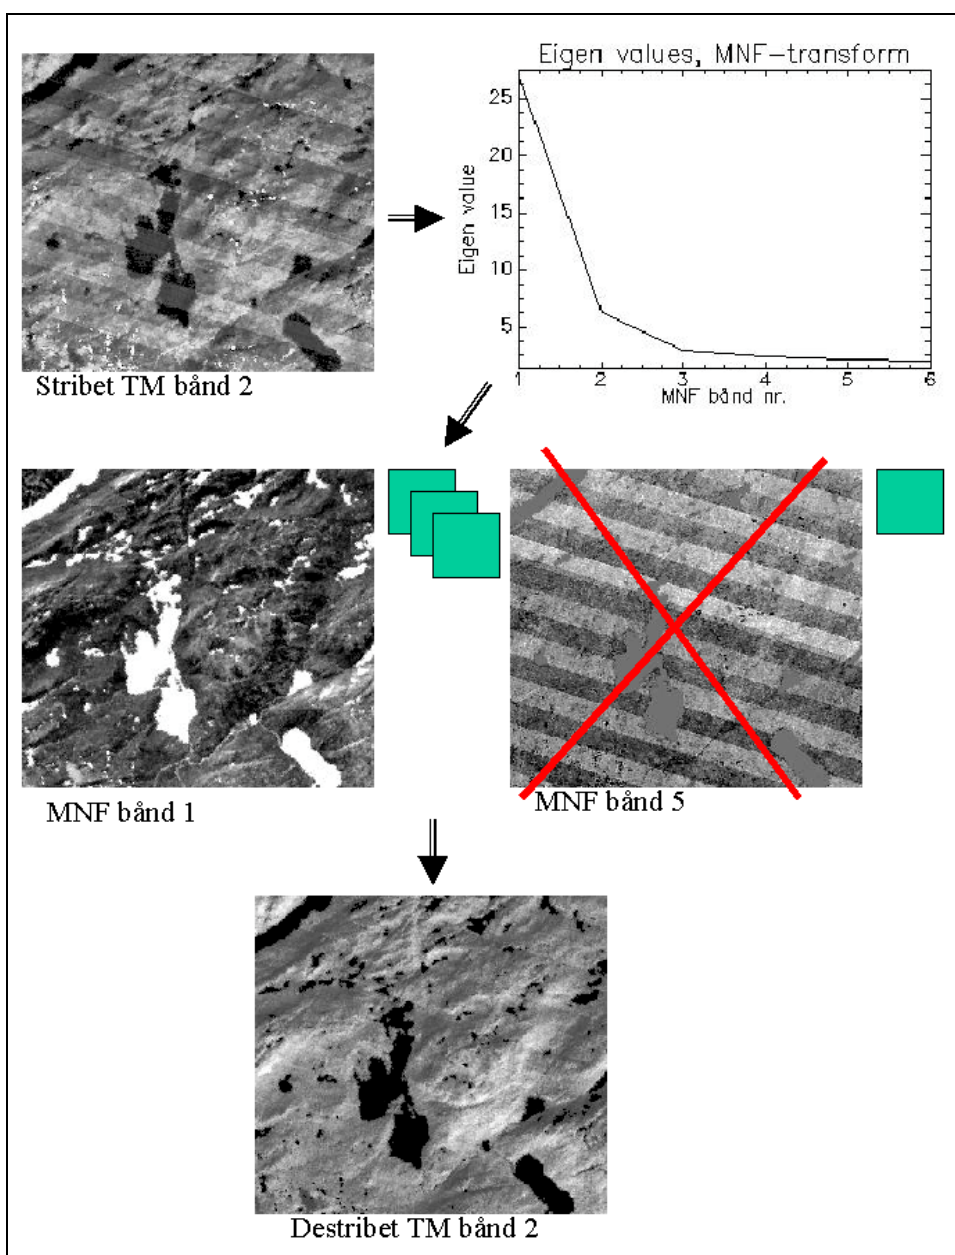 Eigen values, MNF-transform
25
20
15
10
5
Eigen value
1 2 3 4 5 6
MNF bånd nr.
Stribet TM bånd 2
MNF bånd 1
MNF bånd 5
Destribet TM bånd 2